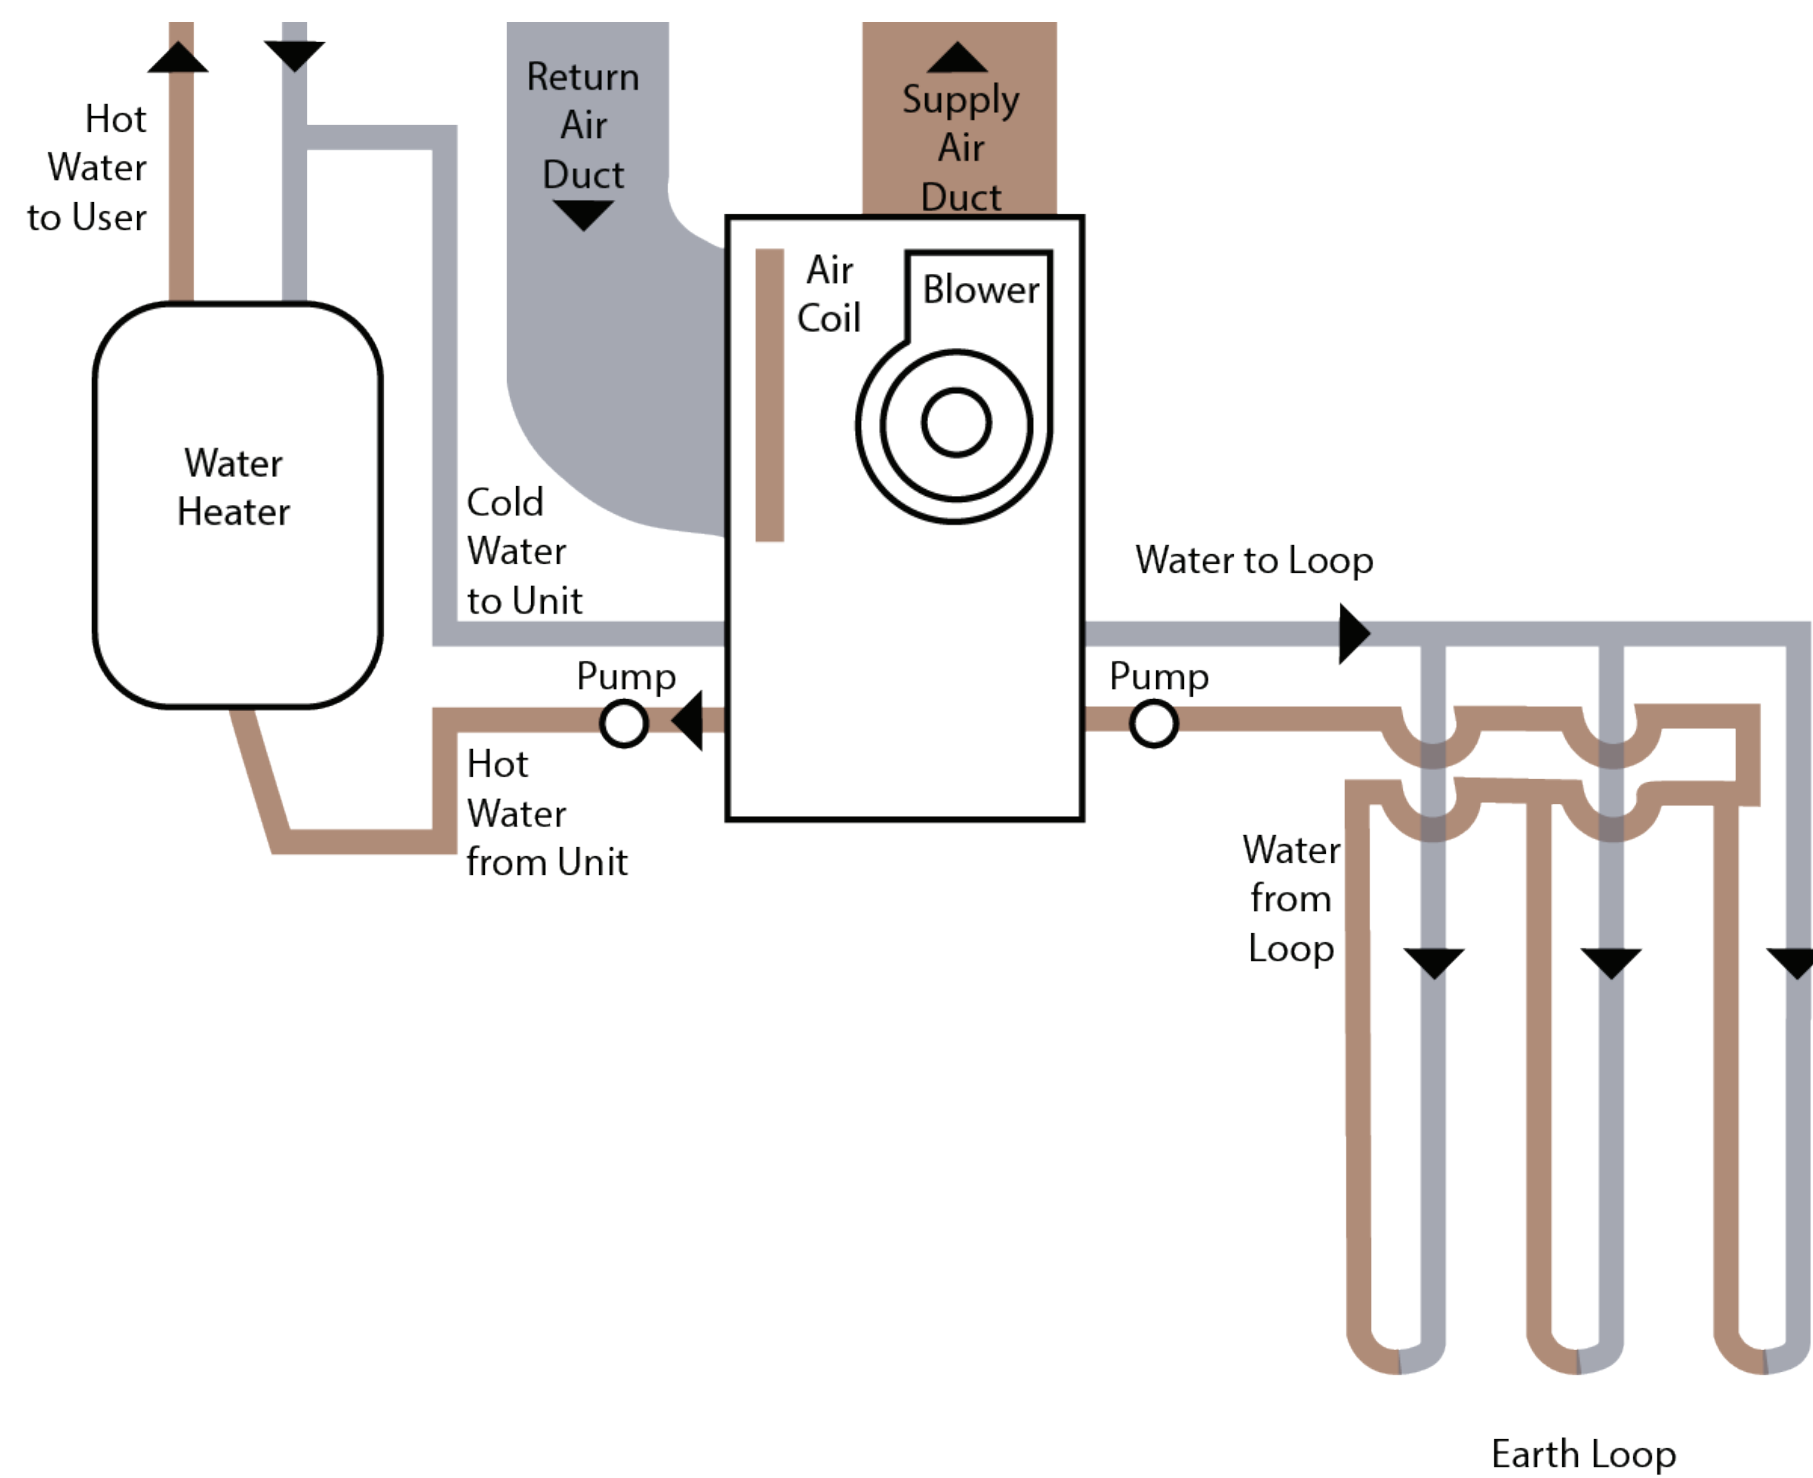 Hot
Water
to User
Return
Air
Duct
Supply
Air
Duct
Air
Coil
Blower
Water
Heater
Cold
Water
to Unit
Water to Loop
Pump
Pump
Hot
Water
from Unit
Water
from
Loop
Earth Loop